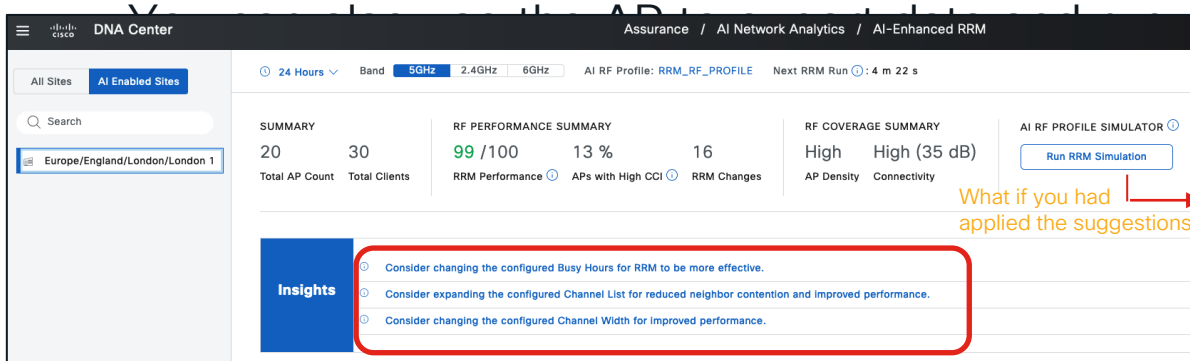 cisco DNA Center
Assurance / AI Network Analytics / AI-Enhanced RRM
All Sites AI Enabled Sites
Search
Europe/England/London/London 1
24 Hours Band 5GHz 2.4GHz 6GHz AI RF Profile: RRM_RF_PROFILE Next RRM Run : 4 m 22 s
SUMMARY
20 30
Total AP Count Total Clients
RF PERFORMANCE SUMMARY
99 /100 13 % 16
RRM Performance APs with High CCI RRM Changes
RF COVERAGE SUMMARY
High High (35 dB)
AP Density Connectivity
AI RF PROFILE SIMULATOR
Run RRM Simulation
What if you had
applied the suggestions
Insights
Consider changing the configured Busy Hours for RRM to be more effective.
Consider expanding the configured Channel List for reduced neighbor contention and improved performance.
Consider changing the configured Channel Width for improved performance.